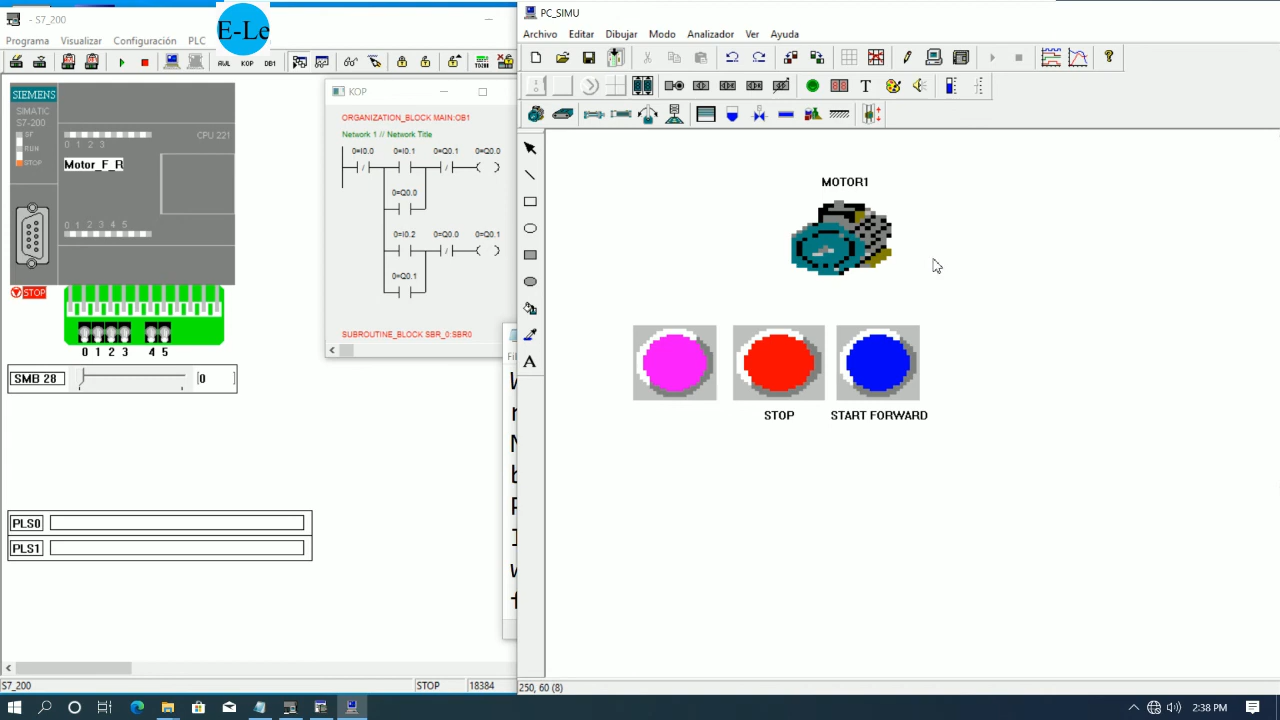 - S7_200
E-Le
Programa Visualizar Configuración PLC
KOP DB1
SIEMENS
SIMATIC
S7-200
SF
RUN
STOP
CPU 221
0 1 2 3
Motor_F_R
0 1 2 3 4 5
STOP
0 1 2 3 4 5
SMB 28
0
PLS0
PLS1
S7_200
STOP
18384
KOP
ORGANIZATION_BLOCK MAIN:OB1
Network 1 // Network Title
0=I0.0 0=I0.1 0=Q0.1 0=Q0.0
0=Q0.0
0=I0.2 0=Q0.0 0=Q0.1
0=Q0.1
SUBROUTINE_BLOCK SBR_0:SBR0
PC_SIMU
Archivo Editar Dibujar Modo Analizador Ver Ayuda
MOTOR1
STOP
START FORWARD
250, 60 (8)
2:38 PM